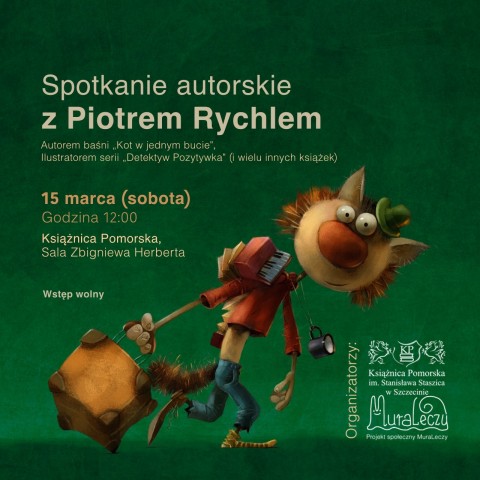 Spotkanie autorskie
z Piotrem Rychlem
Autorem baśni „Kot w jednym bucie”,
Ilustratorem serii „Detektyw Pozytywka” (i wielu innych książek)
15 marca (sobota)
Godzina 12:00
Książnica Pomorska,
Sala Zbigniewa Herberta
Wstęp wolny
Organizatorzy:
KP
Książnica Pomorska
im. Stanisława Staszica
w Szczecinie
MuraLeczy
Projekt społeczny MuraLeczy